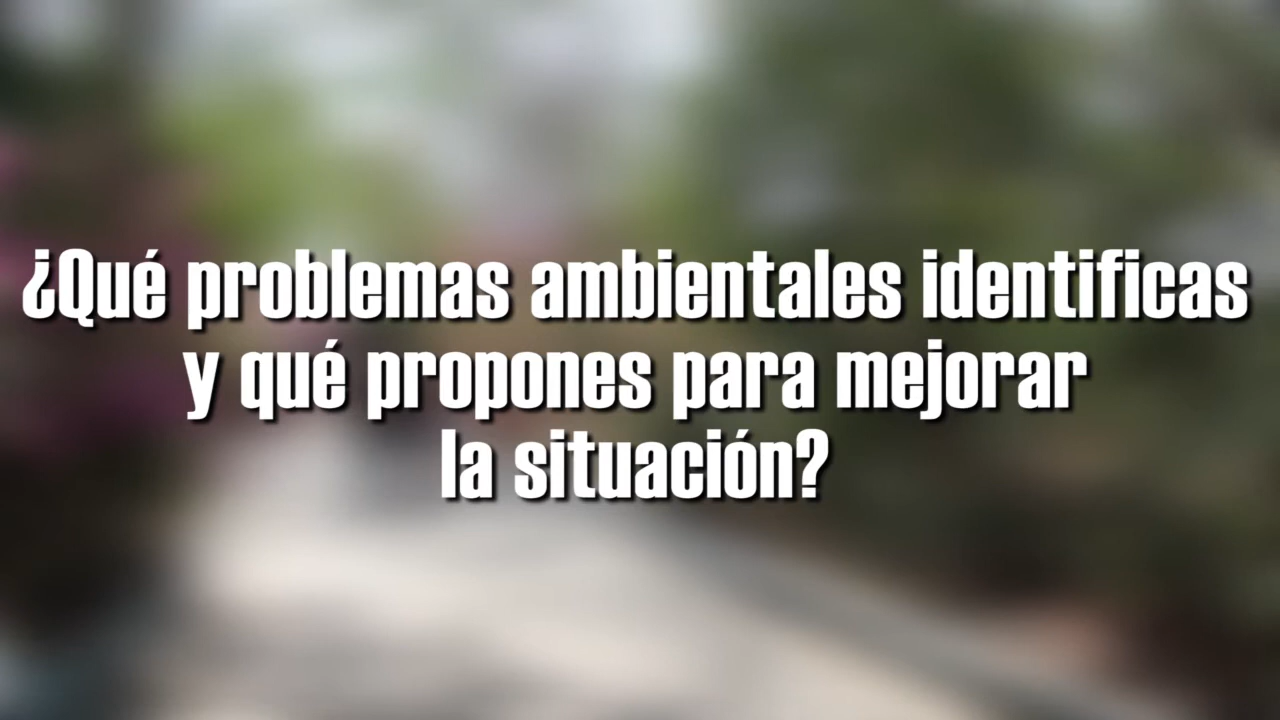 ¿Qué problemas ambientales identificas
y qué propones para mejorar
la situación?